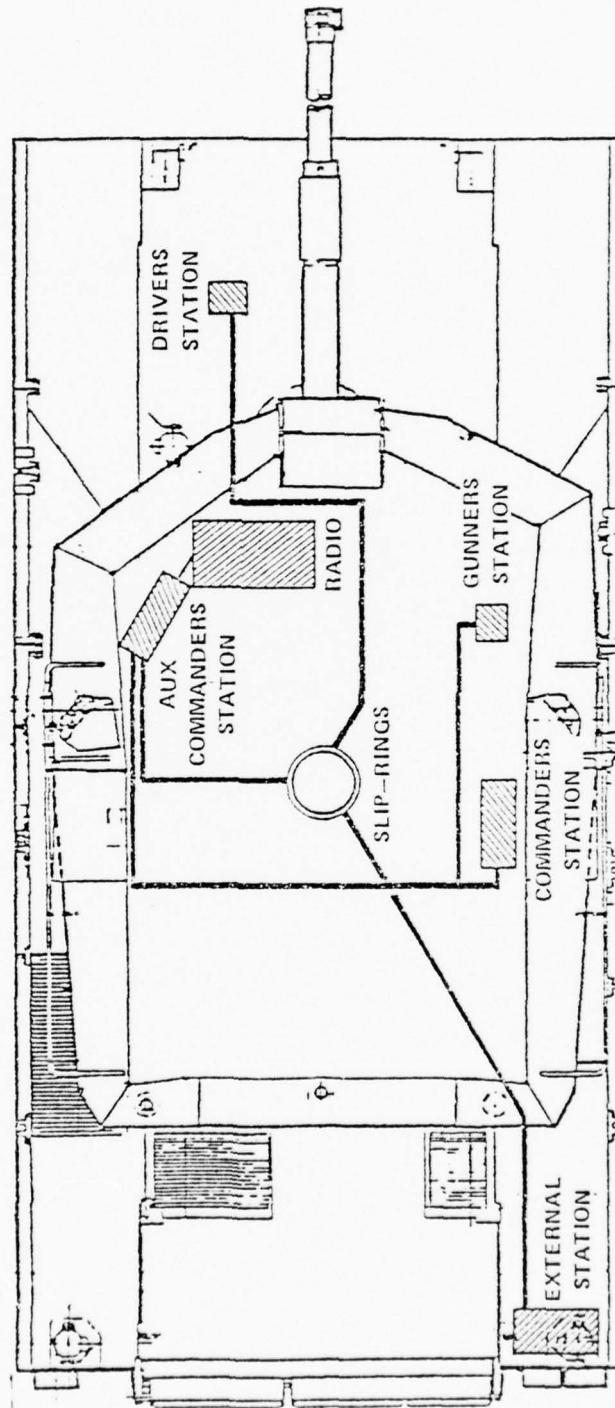 DRIVERS
STATION
RADIO
AUX
COMMANDERS
STATION
GUNNERS
STATION
SLIP-RINGS
COMMANDERS
STATION
EXTERNAL
STATION